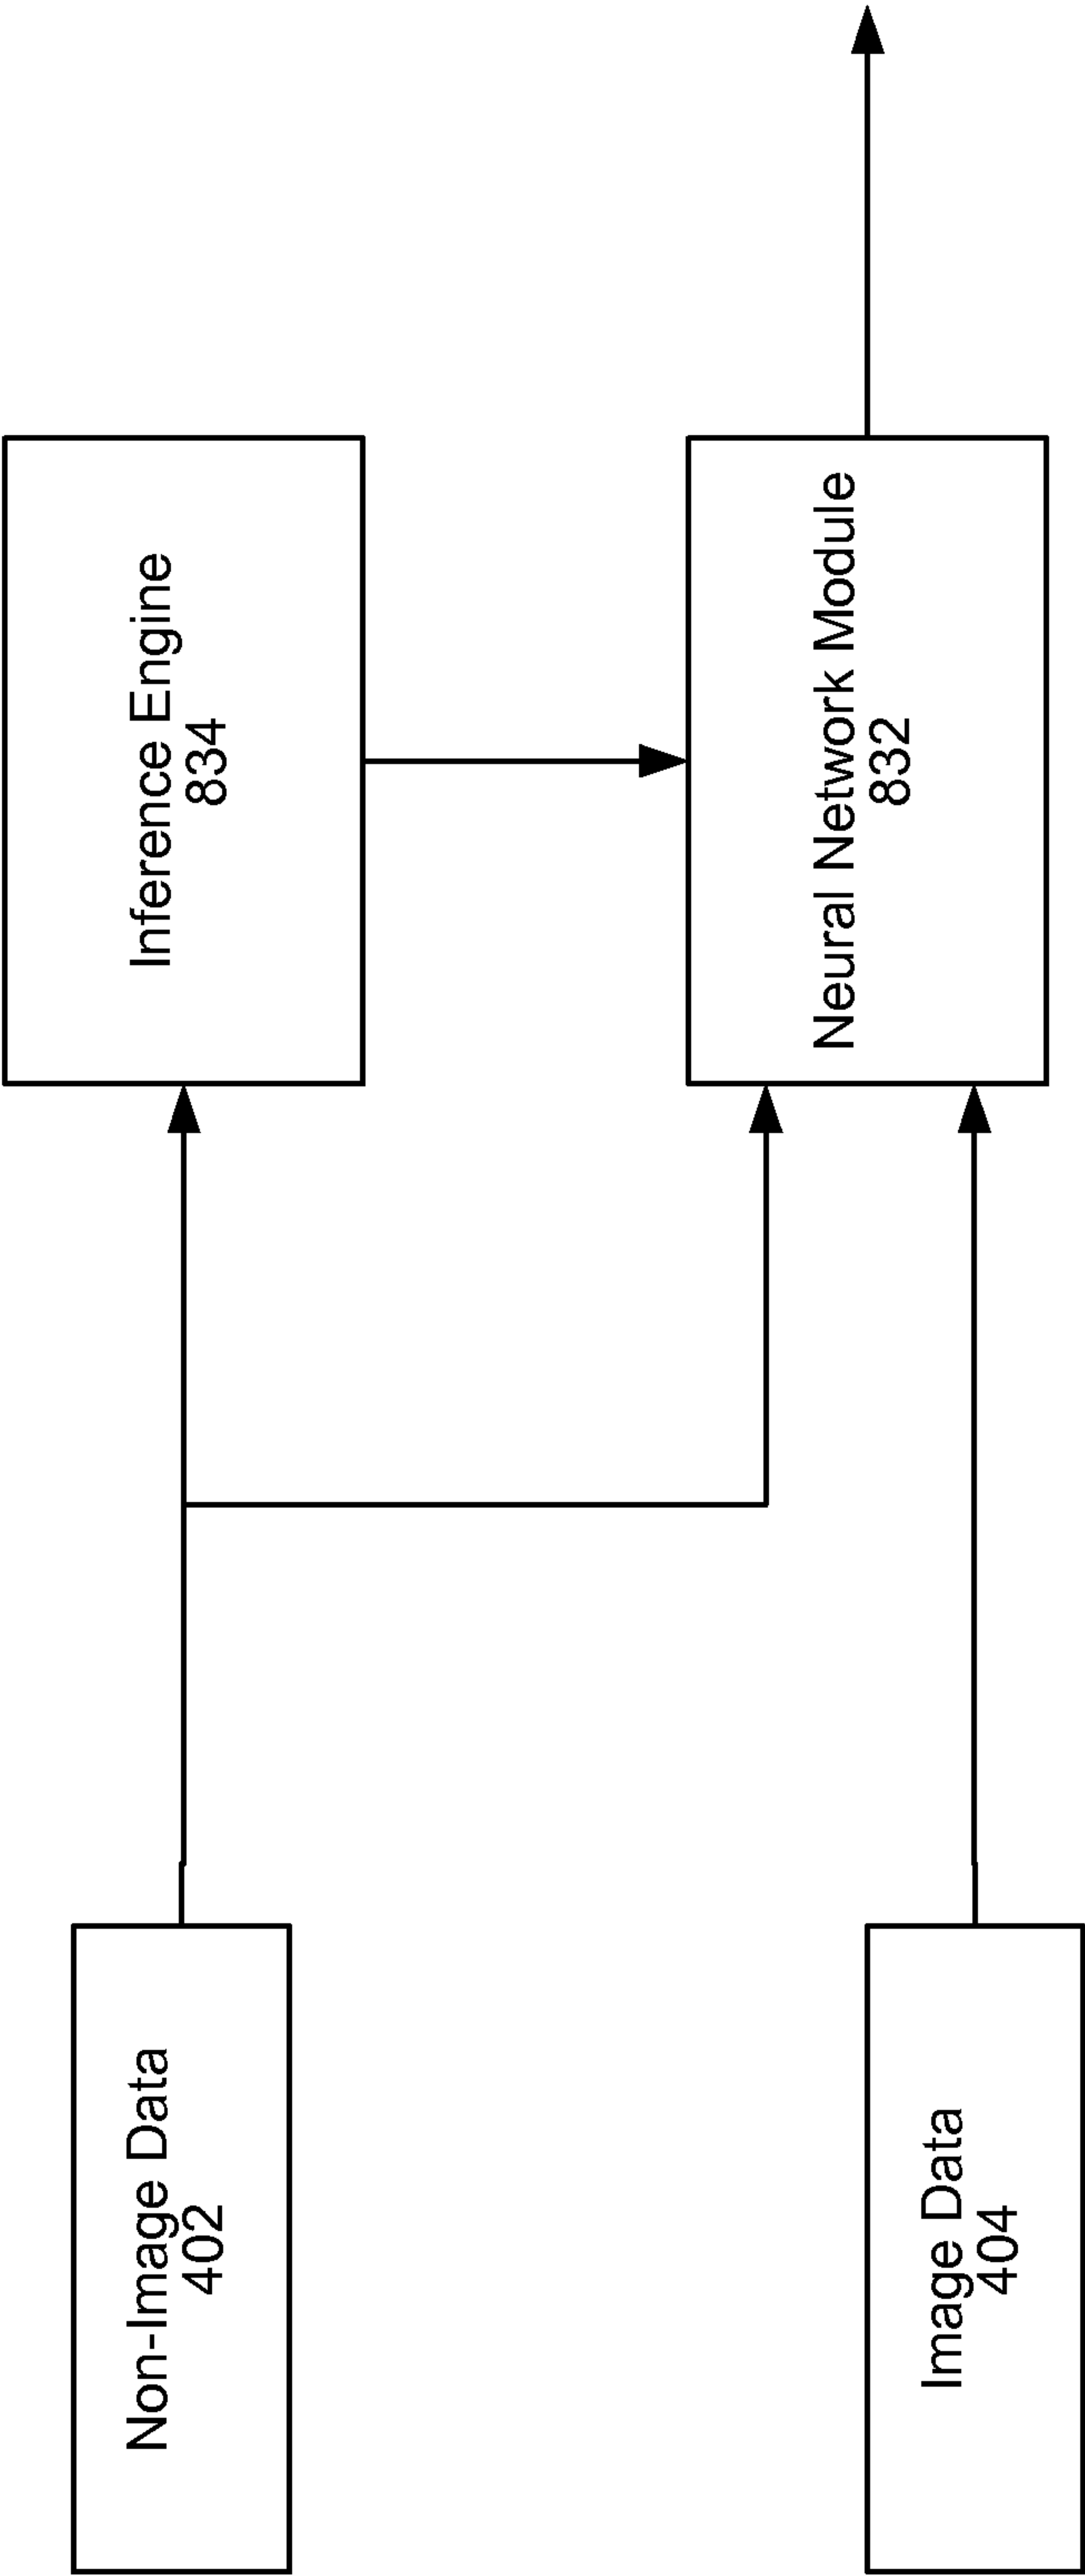 Non-Image Data
402
Inference Engine
834
Image Data
404
Neural Network Module
832